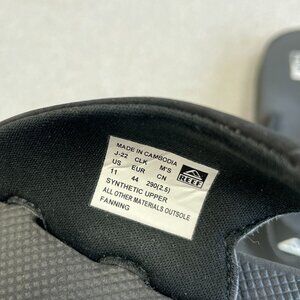 MADE IN CAMBODIA
J-22 CLK M'S
US EUR CN
11 44 290(2.5)
SYNTHETIC UPPER
ALL OTHER MATERIALS OUTSOLE
FANNING
REEF